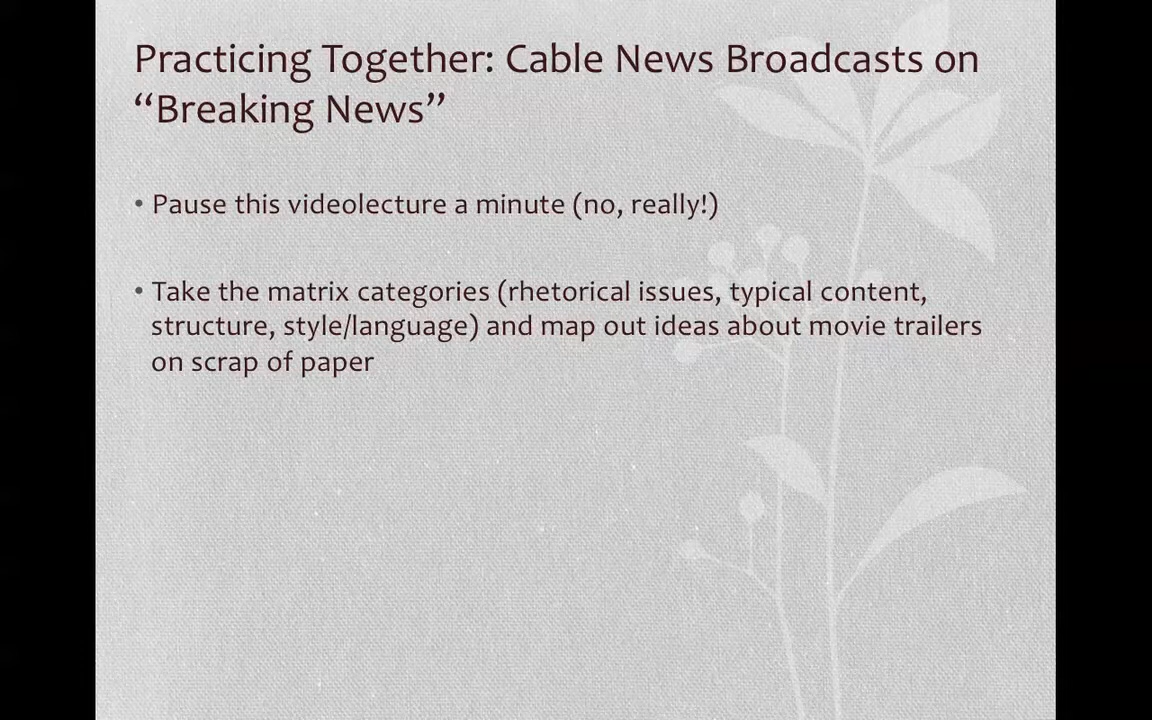 Practicing Together: Cable News Broadcasts on
“Breaking News”
• Pause this videolecture a minute (no, really!)
• Take the matrix categories (rhetorical issues, typical content,
structure, style/language) and map out ideas about movie trailers
on scrap of paper